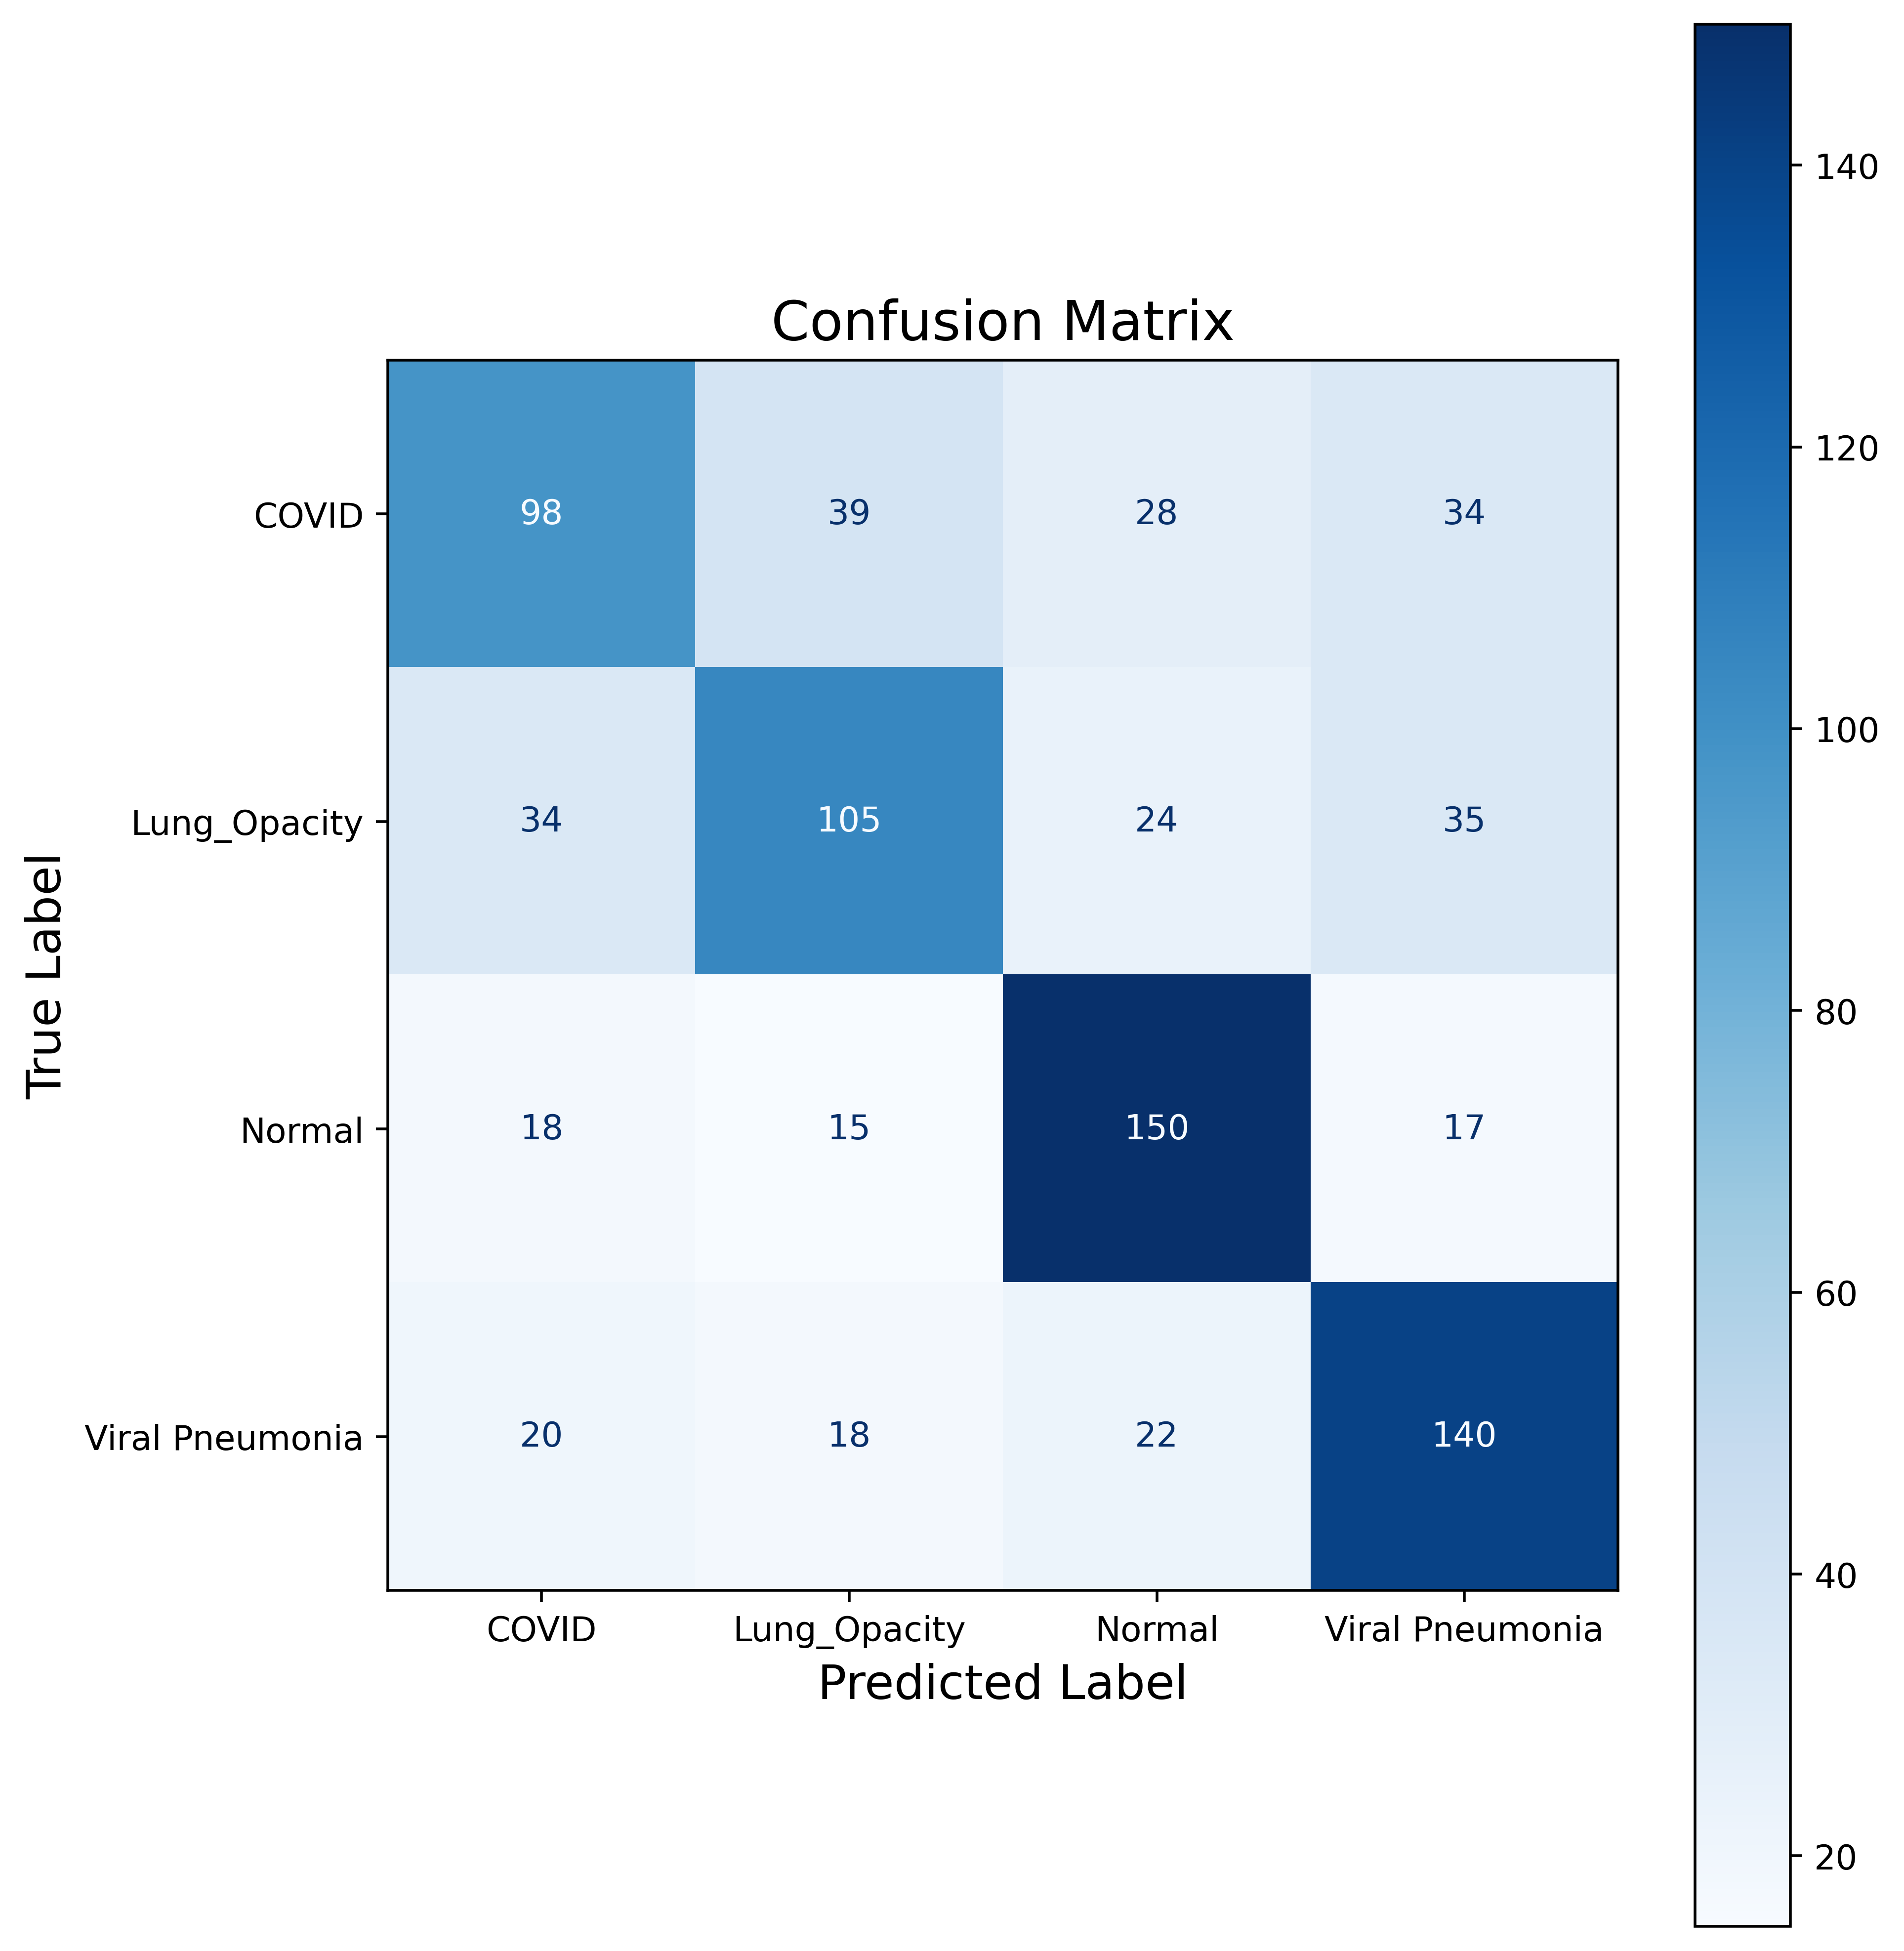 Confusion Matrix
True Label
COVID 98 39 28 34
Lung_Opacity 34 105 24 35
Normal 18 15 150 17
Viral Pneumonia 20 18 22 140
COVID Lung_Opacity Normal Viral Pneumonia
Predicted Label
140
120
100
80
60
40
20